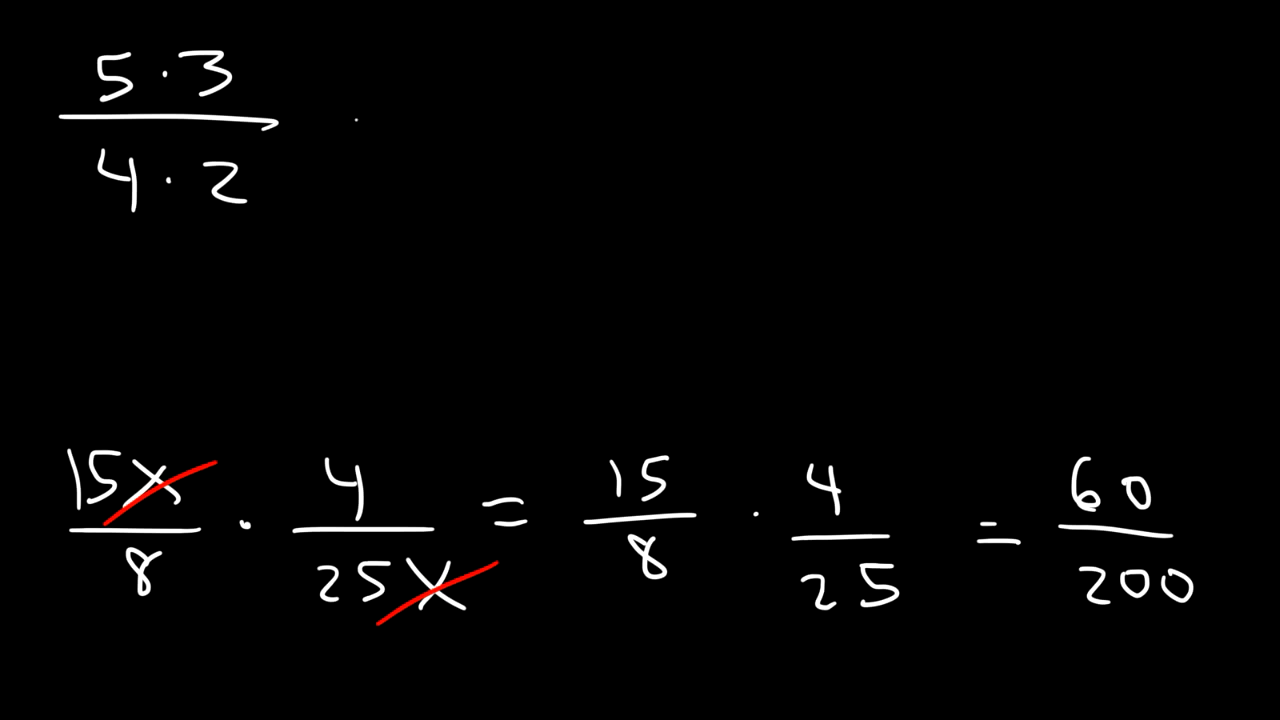 5 · 3
4 · 2
15x/8 · 4/25x = 15/8 · 4/25 = 60/200